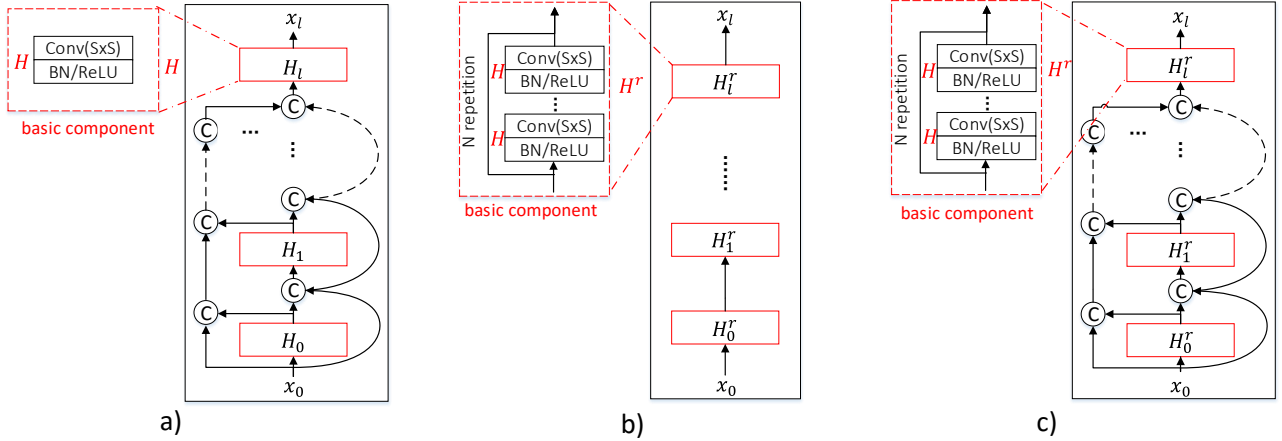 x_l
H
Conv(SxS)
BN/ReLU
H
H_l
basic component
C
C
...
...
C
C
H_1
C
C
H_0
x_0
a)
N repetition
H
Conv(SxS)
BN/ReLU
...
H
Conv(SxS)
BN/ReLU
H^r
basic component
x_l
H_l^r
......
H_1^r
H_0^r
x_0
b)
N repetition
H
Conv(SxS)
BN/ReLU
...
H
Conv(SxS)
BN/ReLU
H^r
basic component
x_l
H_l^r
C
C
...
...
C
C
H_1^r
C
C
H_0^r
x_0
c)